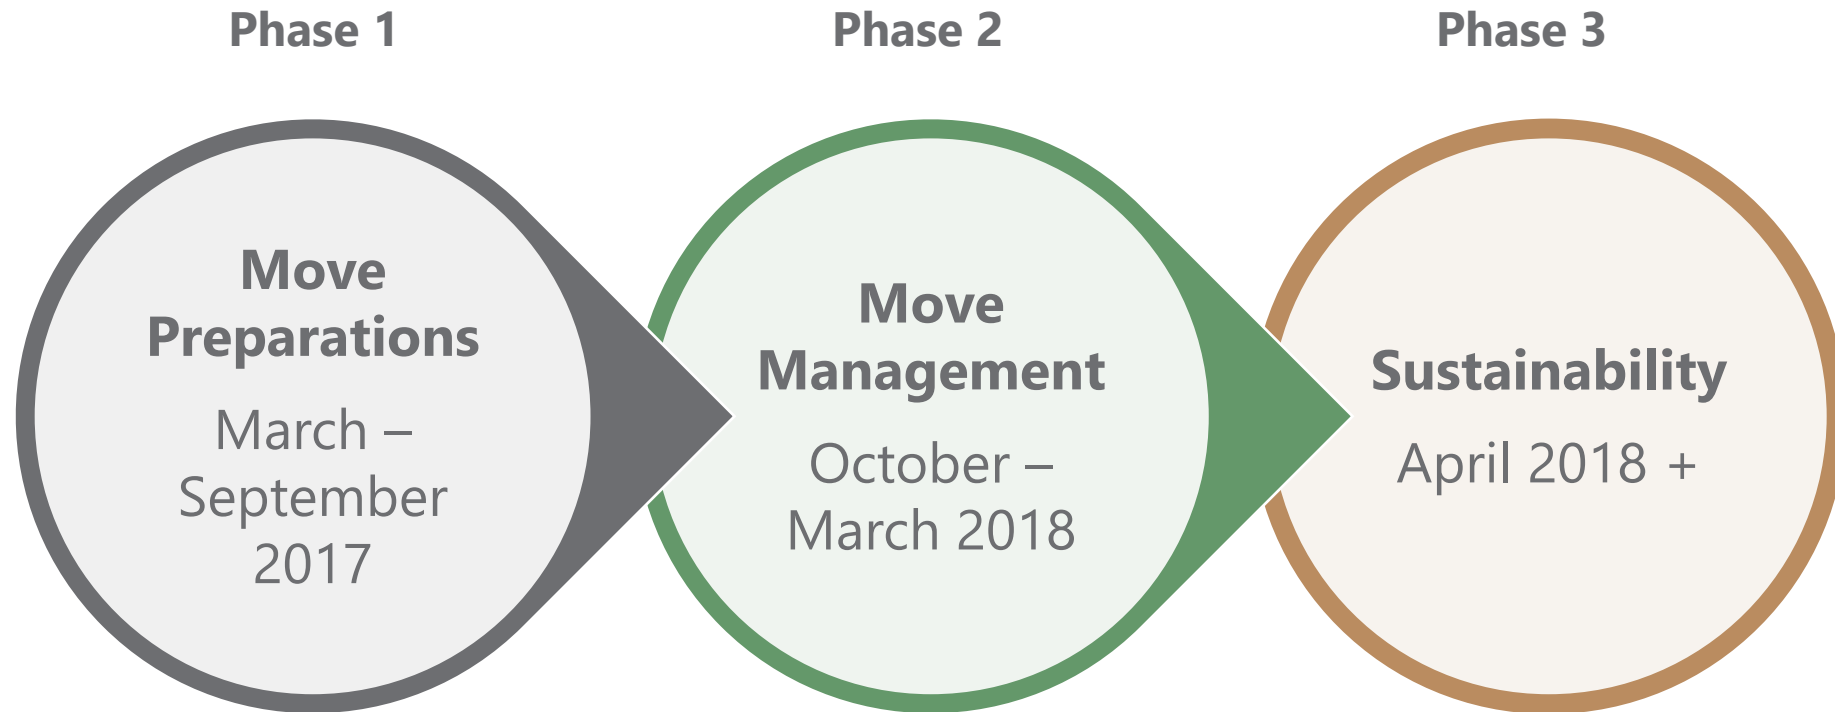 Phase 1
Phase 2
Phase 3
Move
Preparations
March –
September
2017
Move
Management
October –
March 2018
Sustainability
April 2018 +